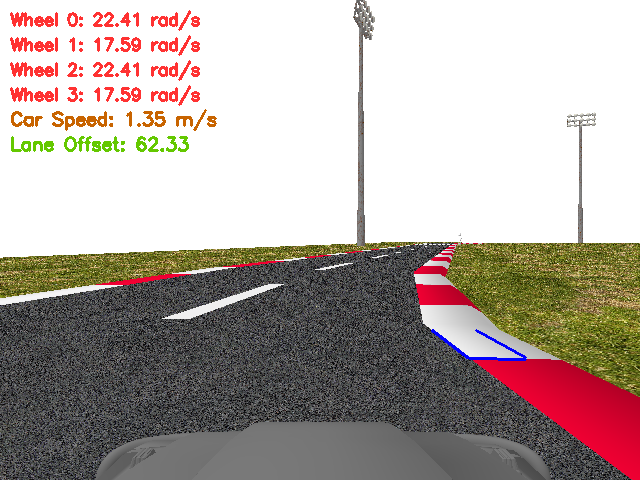 Wheel 0: 22.41 rad/s
Wheel 1: 17.59 rad/s
Wheel 2: 22.41 rad/s
Wheel 3: 17.59 rad/s
Car Speed: 1.35 m/s
Lane Offset: 62.33